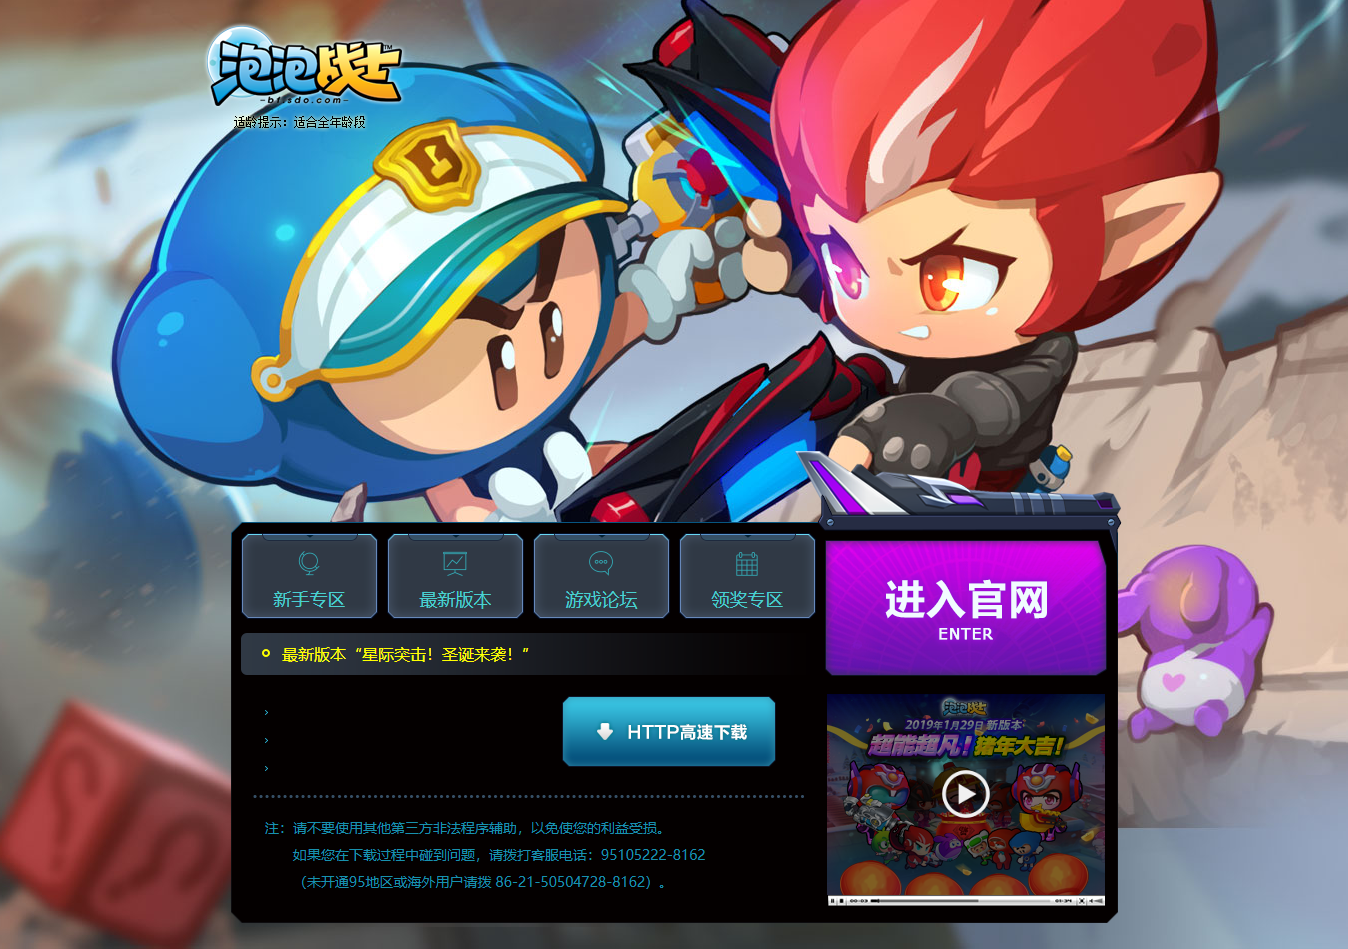 泡泡战士™
-bf.sdo.com-
适龄提示：适合全年龄段
新手专区
最新版本
游戏论坛
领奖专区
进入官网
ENTER
最新版本“星际突击！圣诞来袭！”
HTTP高速下载
泡泡战士
2019年1月29日 新版本
超能超凡！猪年大吉！
注：请不要使用其他第三方非法程序辅助，以免使您的利益受损。
如果您在下载过程中碰到问题，请拨打客服电话：95105222-8162
（未开通95地区或海外用户请拨 86-21-50504728-8162）。
00:03
01:34